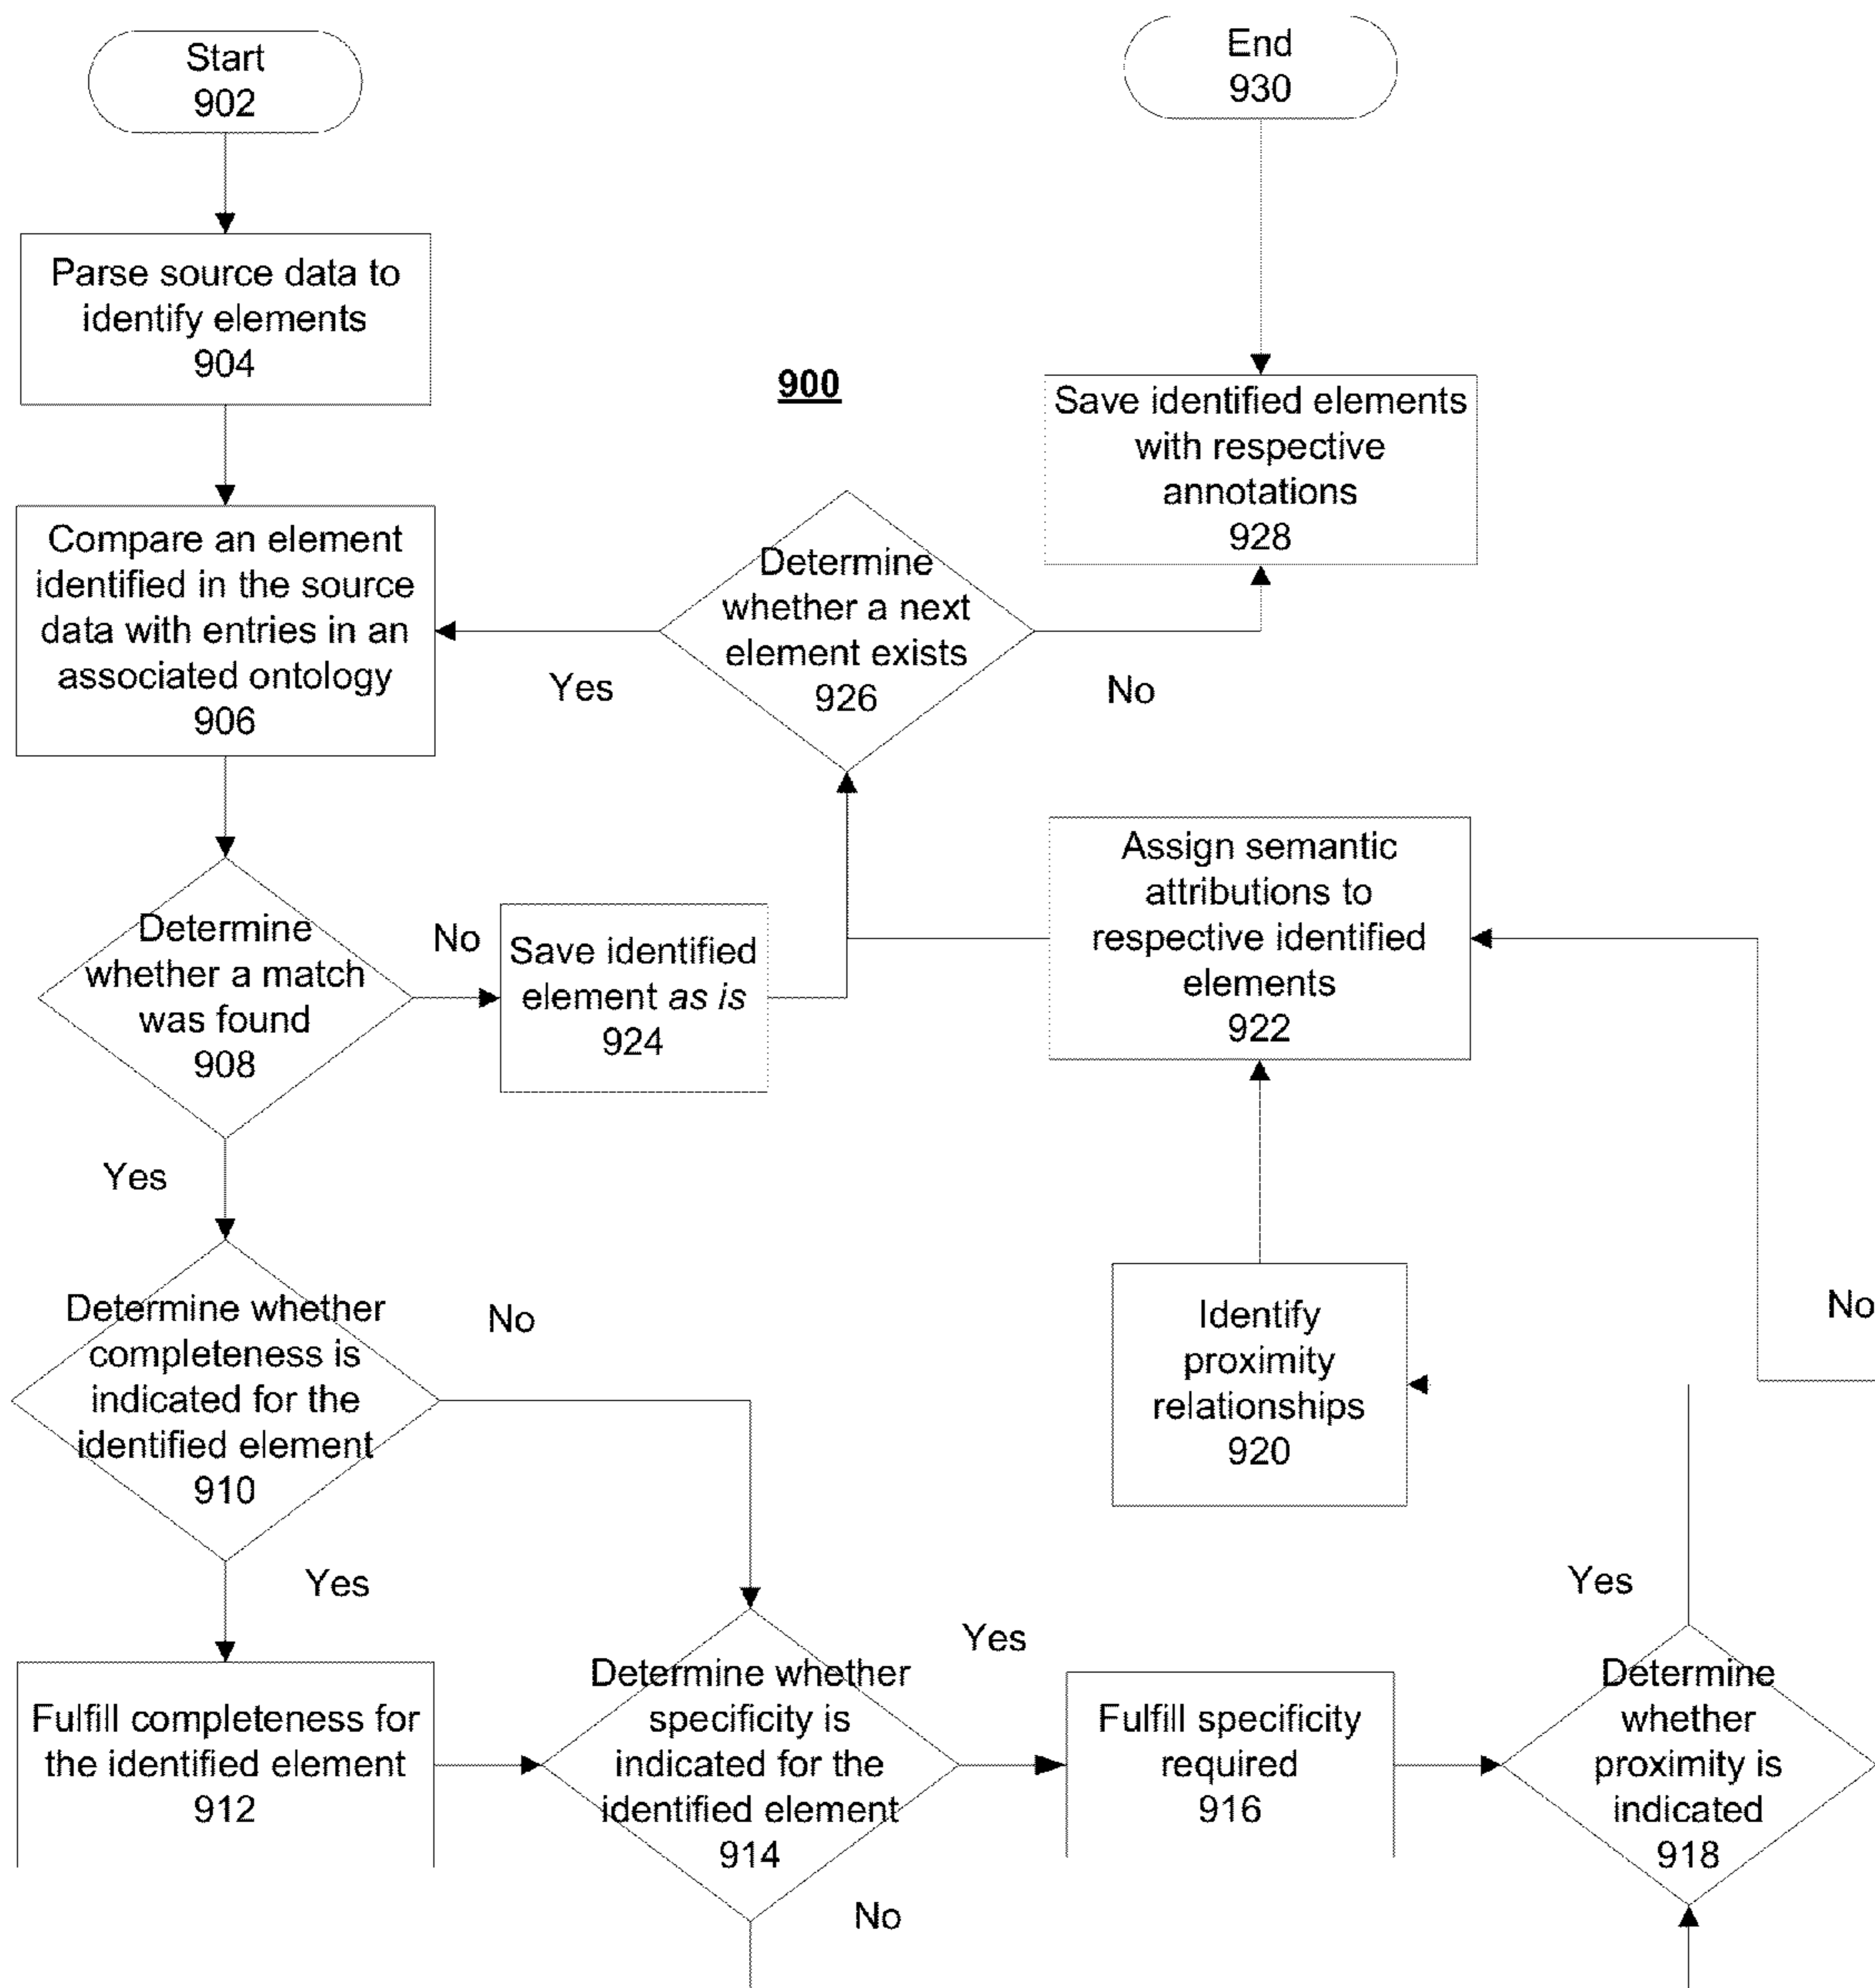 Start
902
End
930
Parse source data to
identify elements
904
900
Save identified elements
with respective
annotations
928
Compare an element
identified in the source
data with entries in an
associated ontology
906
Determine
whether a next
element exists
926
Yes
No
Determine
whether a match
was found
908
No
Save identified
element as is
924
Assign semantic
attributions to
respective identified
elements
922
Yes
Determine whether
completeness is
indicated for the
identified element
910
No
Identify
proximity
relationships
920
No
Yes
Fulfill completeness for
the identified element
912
Determine whether
specificity is
indicated for the
identified element
914
Yes
Fulfill specificity
required
916
Yes
Determine
whether
proximity is
indicated
918
No